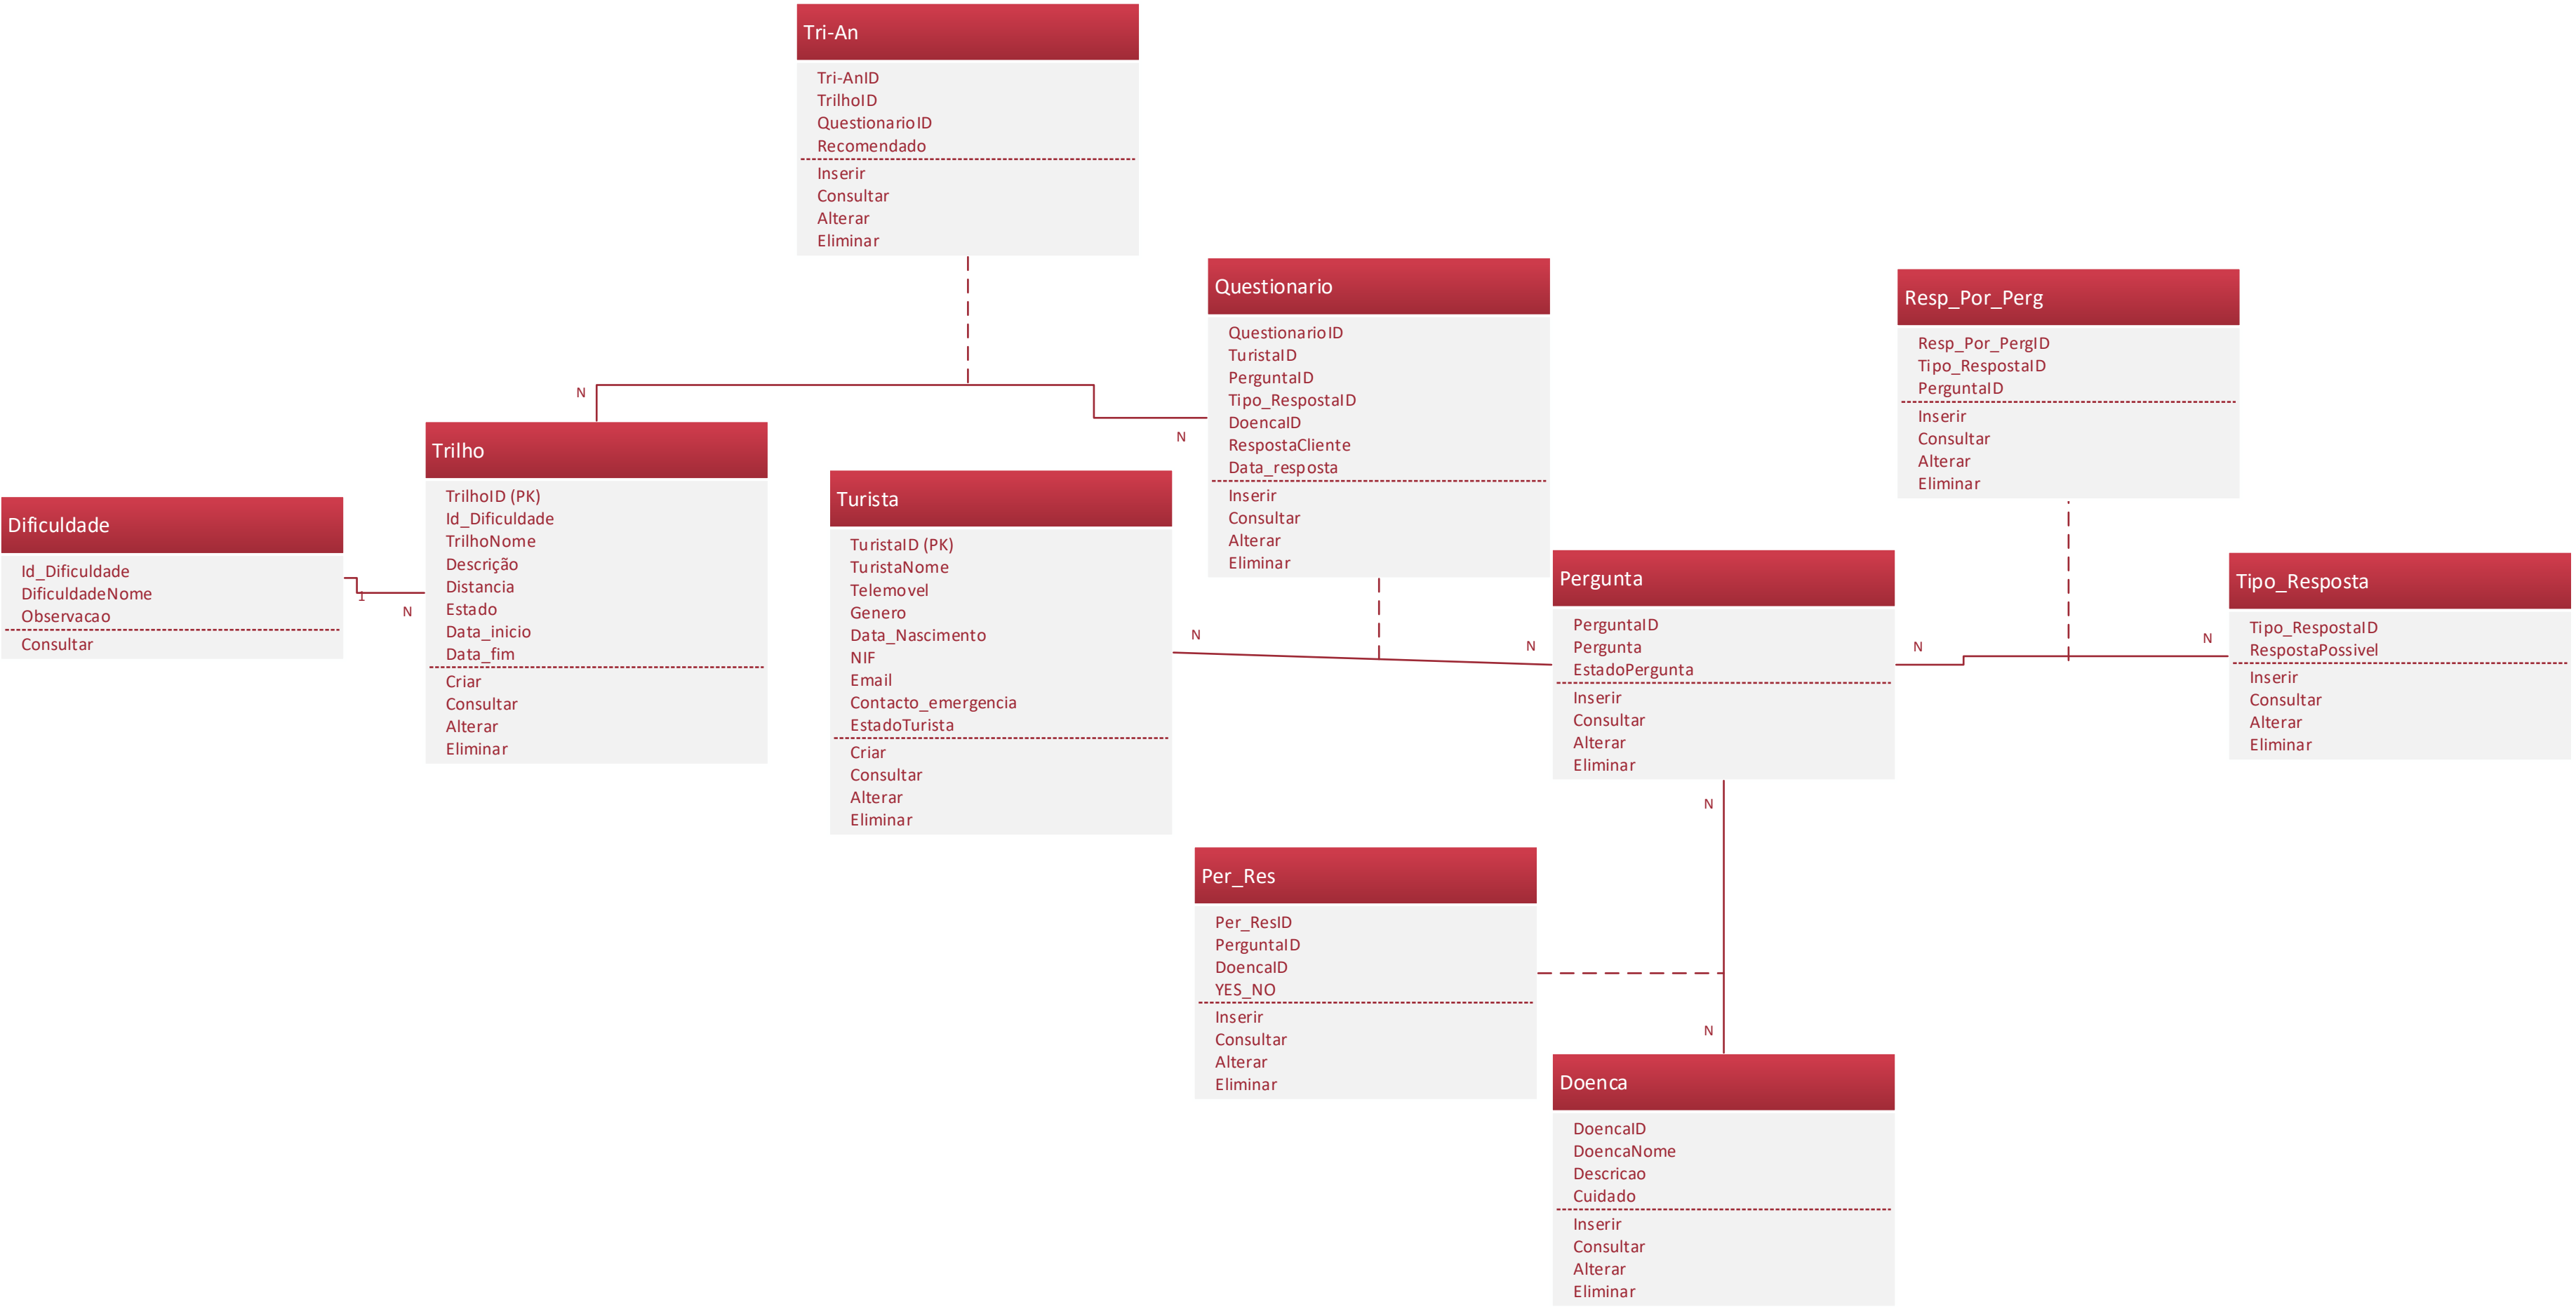 Tri-An
Tri-AnID
TrilhoID
QuestionarioID
Recomendado
Inserir
Consultar
Alterar
Eliminar
Questionario
QuestionarioID
TuristaID
PerguntaID
Tipo_RespostaID
DoencaID
RespostaCliente
Data_resposta
Inserir
Consultar
Alterar
Eliminar
Resp_Por_Perg
Resp_Por_PergID
Tipo_RespostaID
PerguntaID
Inserir
Consultar
Alterar
Eliminar
N
N
Trilho
TrilhoID (PK)
Id_Dificuldade
TrilhoNome
Descrição
Distancia
Estado
Data_inicio
Data_fim
Criar
Consultar
Alterar
Eliminar
Turista
TuristaID (PK)
TuristaNome
Telemovel
Genero
Data_Nascimento
NIF
Email
Contacto_emergencia
EstadoTurista
Criar
Consultar
Alterar
Eliminar
Dificuldade
Id_Dificuldade
DificuldadeNome
Observacao
Consultar
1
N
Pergunta
PerguntaID
Pergunta
EstadoPergunta
Inserir
Consultar
Alterar
Eliminar
N
N
Tipo_Resposta
Tipo_RespostaID
RespostaPossivel
Inserir
Consultar
Alterar
Eliminar
N
N
N
N
Per_Res
Per_ResID
PerguntaID
DoencaID
YES_NO
Inserir
Consultar
Alterar
Eliminar
Doenca
DoencaID
DoencaNome
Descricao
Cuidado
Inserir
Consultar
Alterar
Eliminar